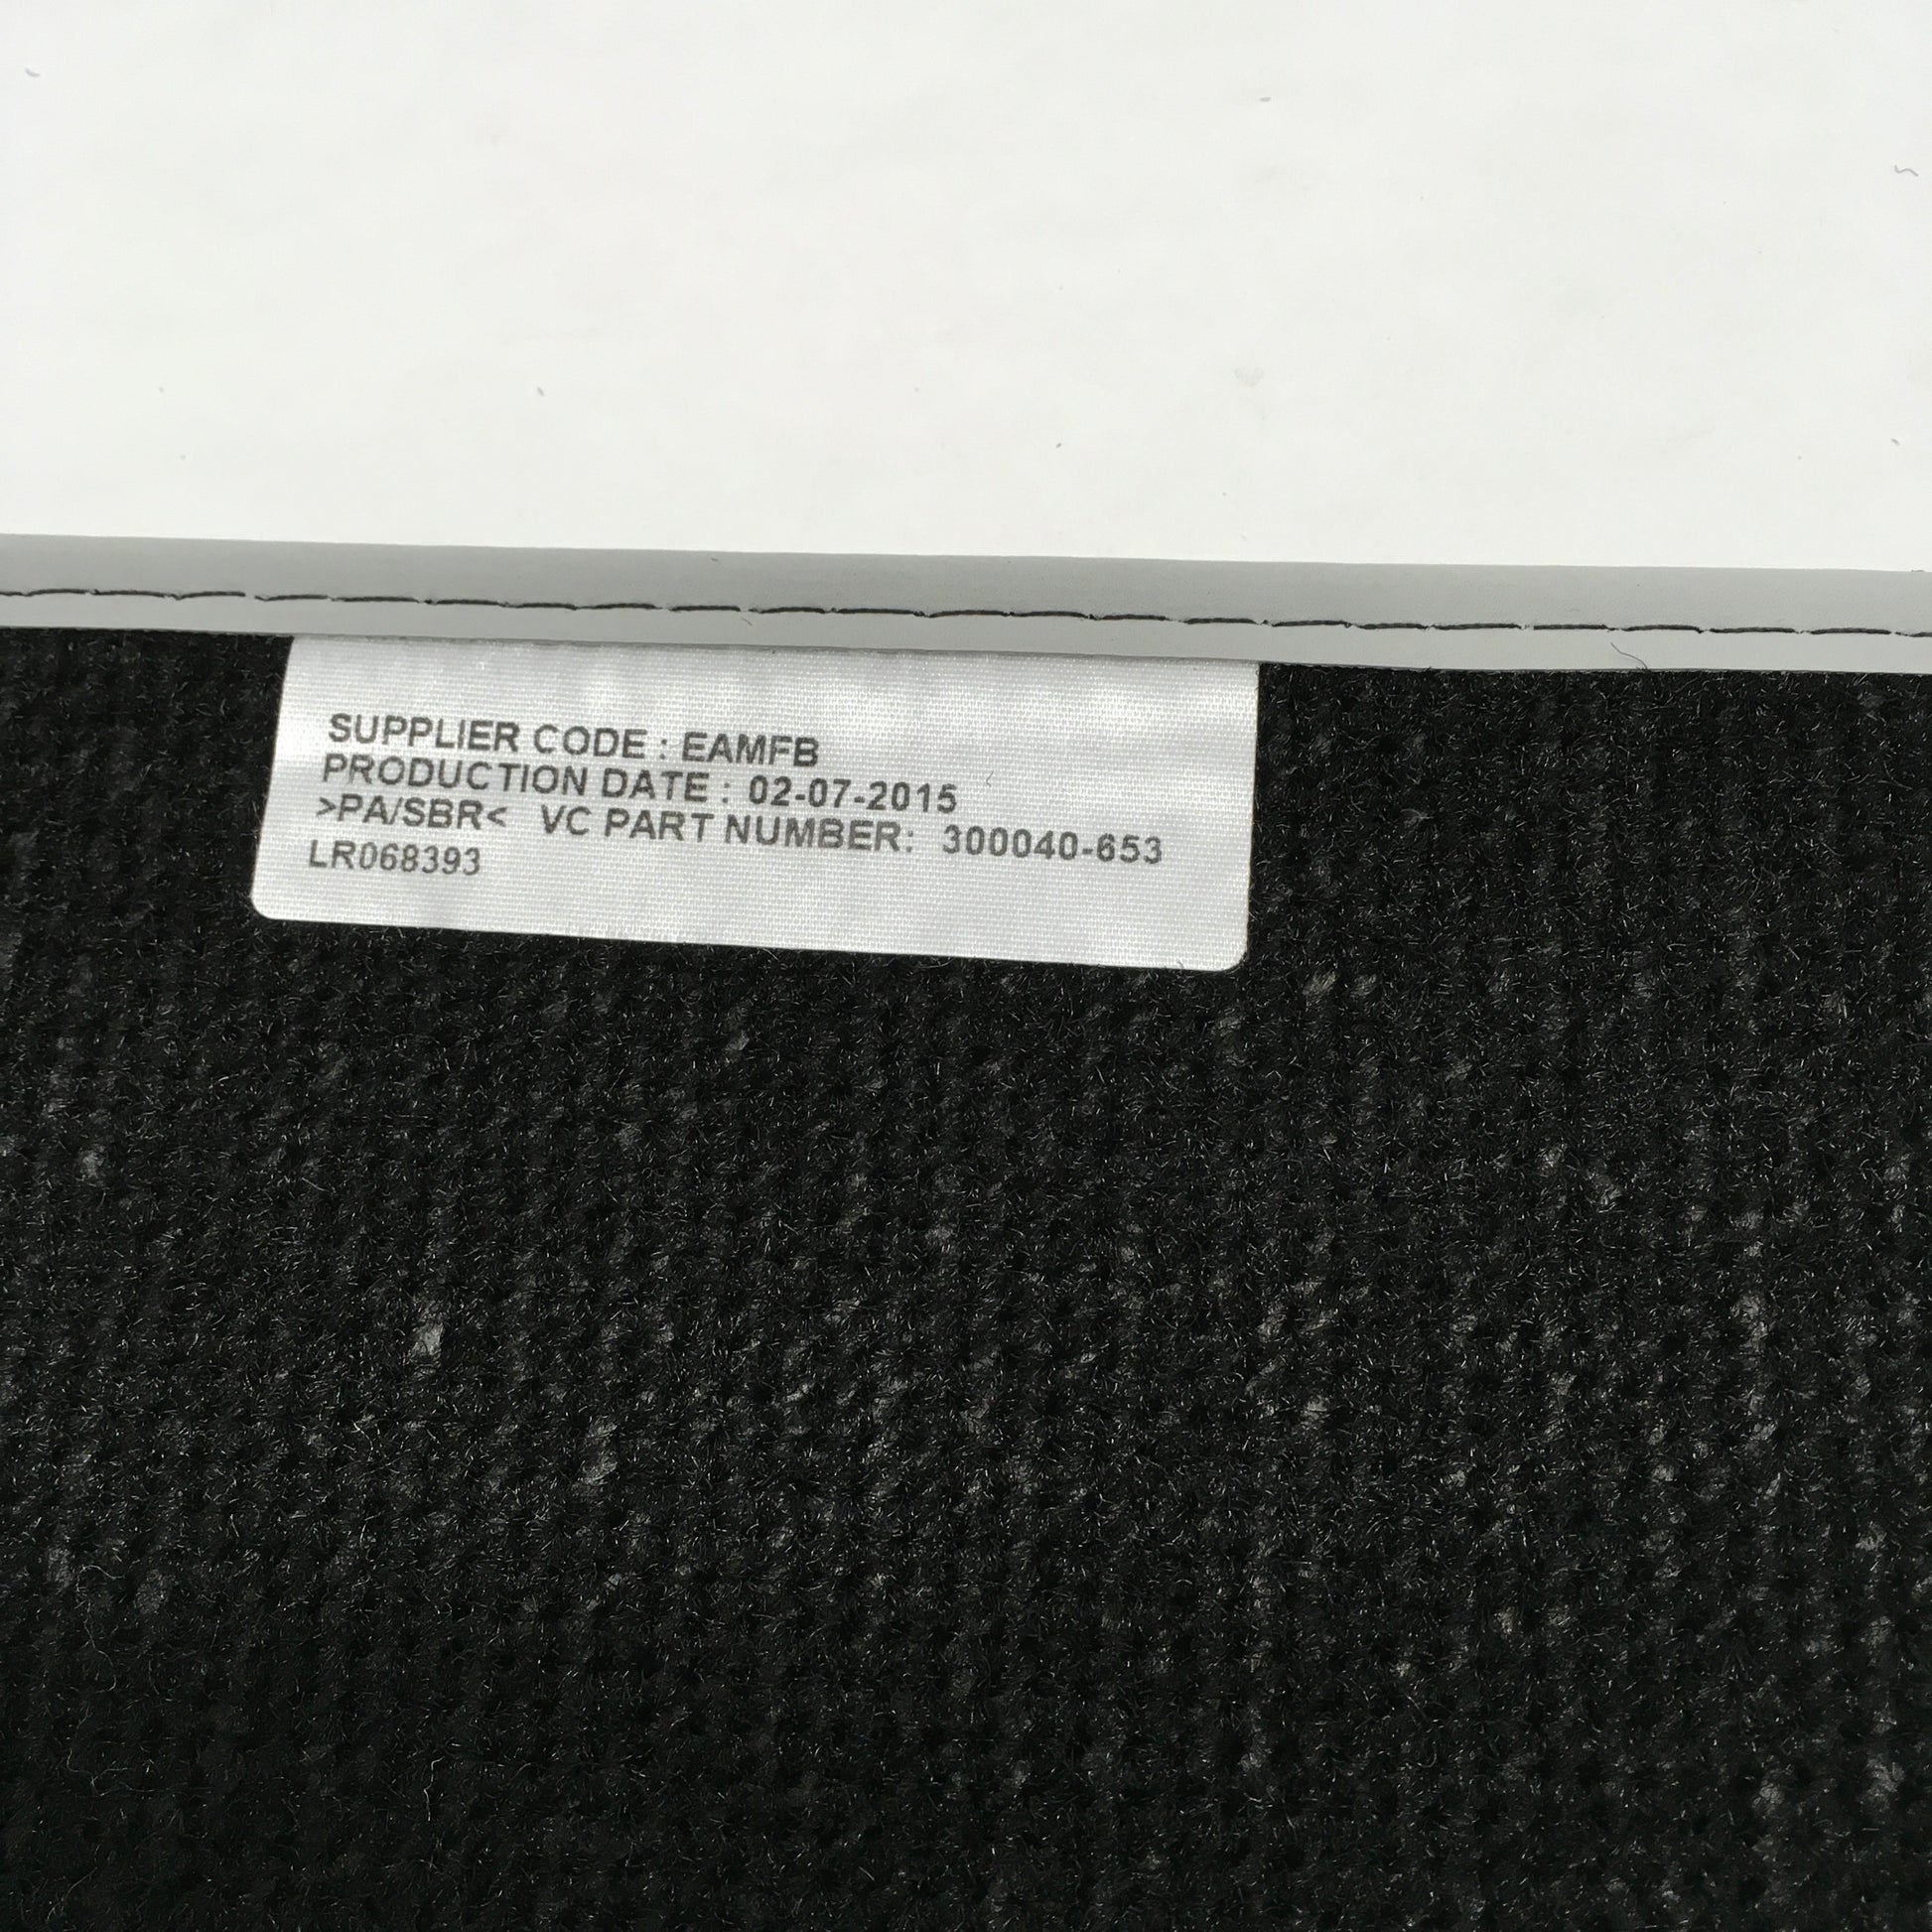 SUPPLIER CODE : EAMFB
PRODUCTION DATE : 02-07-2015
>PA/SBR< VC PART NUMBER: 300040-653
LR068393